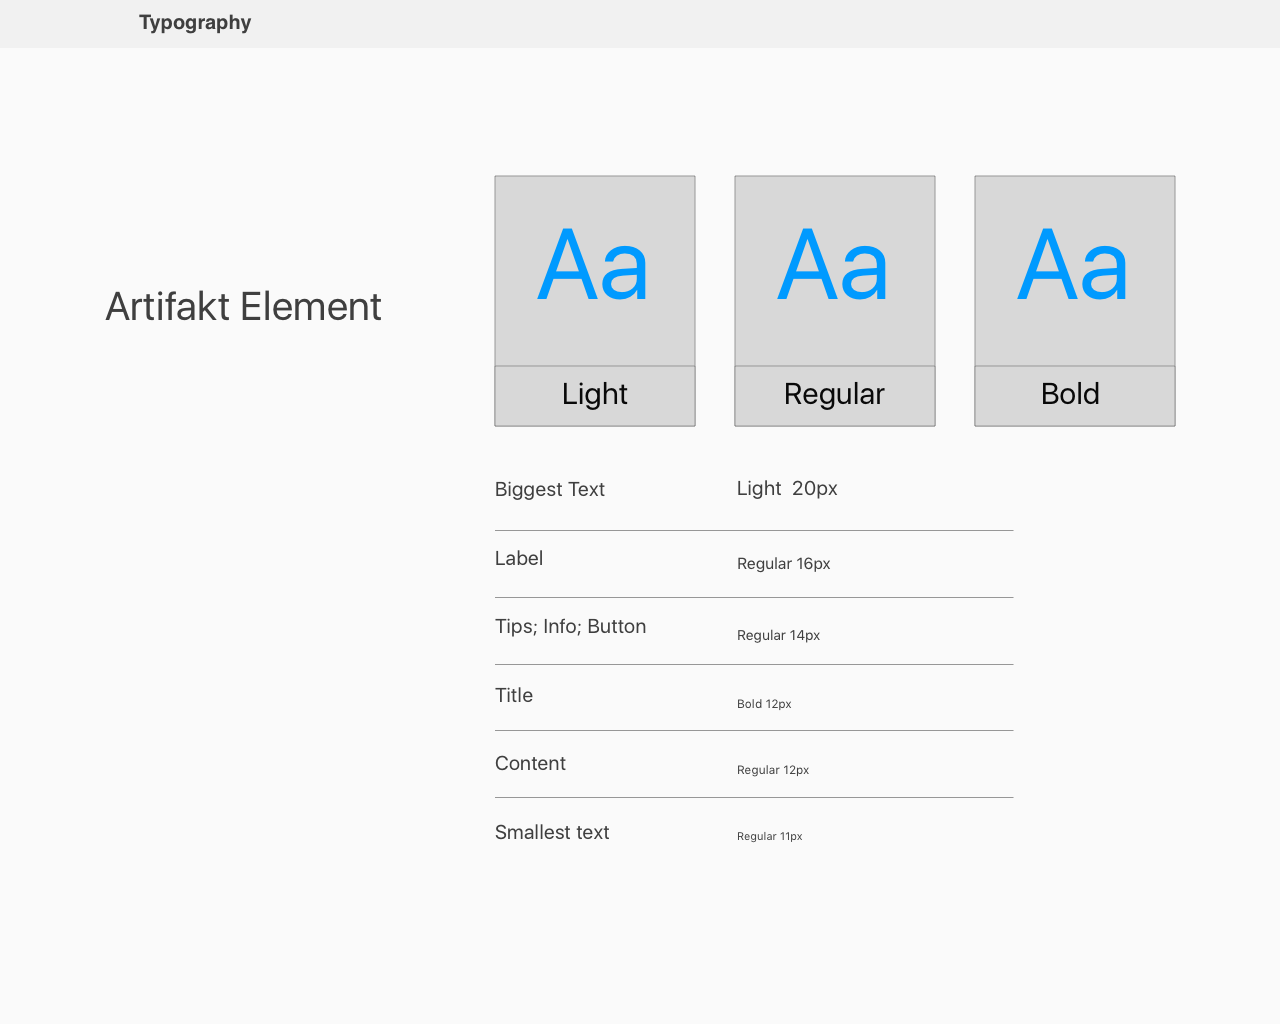 Typography
Artifakt Element
Aa
Light
Aa
Regular
Aa
Bold
Biggest Text
Light  20px
Label
Regular 16px
Tips; Info; Button
Regular 14px
Title
Bold 12px
Content
Regular 12px
Smallest text
Regular 11px